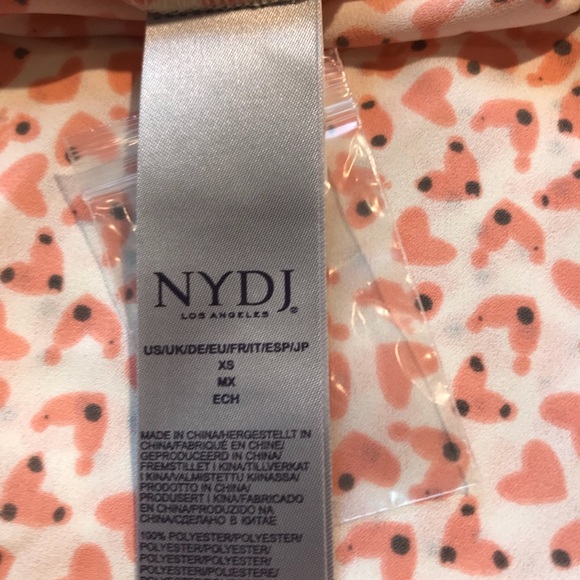 NYDJ
LOS ANGELES ®
US/UK/DE/EU/FR/IT/ESP/JP
XS
MX
ECH
MADE IN CHINA/HERGESTELLT IN
CHINA/FABRIQUÉ EN CHINE/
GEPRODUCEERD IN CHINA/
FREMSTILLET I KINA/TILLVERKAT
I KINA/VALMISTETTU KIINASSA/
PRODOTTO IN CHINA/
PRODUSERT I KINA/FABRICADO
EN CHINA/PRODUZIDO NA
CHINA/СДЕЛАНО В КИТАЕ
100% POLYESTER/POLYESTER/
POLYESTER/POLYESTER/
POLYESTER/POLYESTER/
POLYESTERI/POLIESTERE/